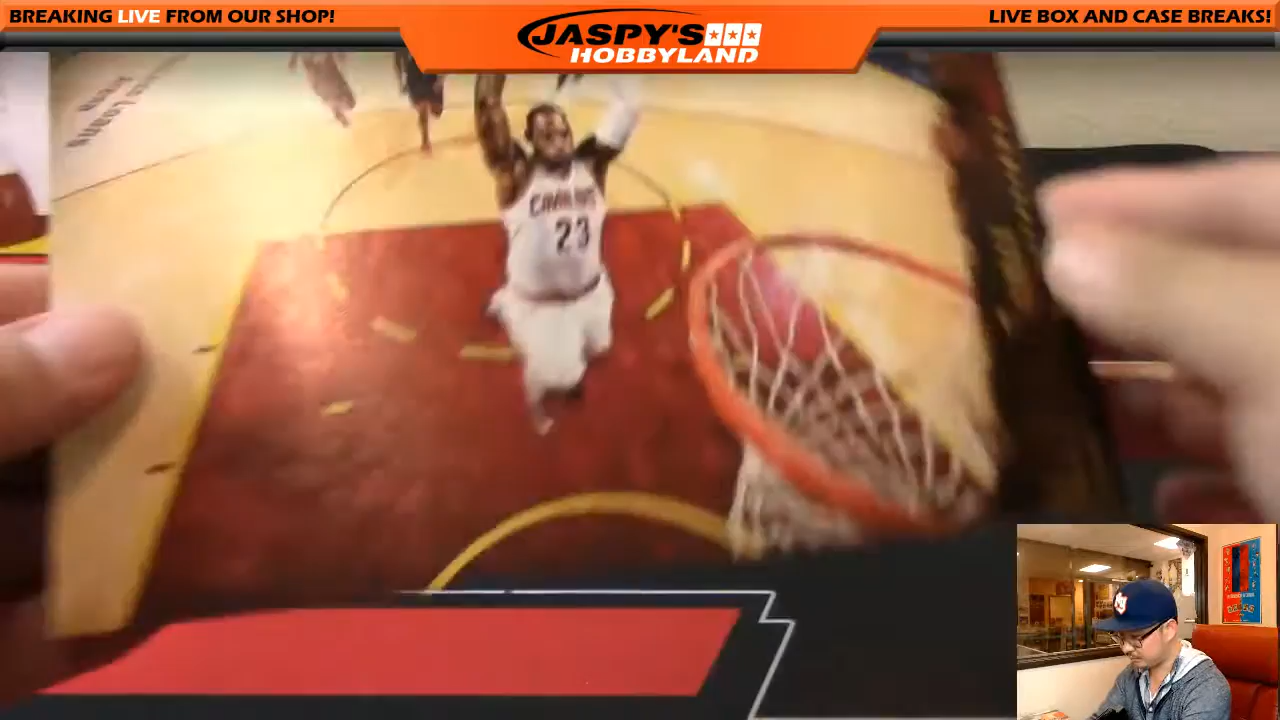 BREAKING LIVE FROM OUR SHOP!
JASPY'S
HOBBYLAND
LIVE BOX AND CASE BREAKS!
CAVALIERS
23